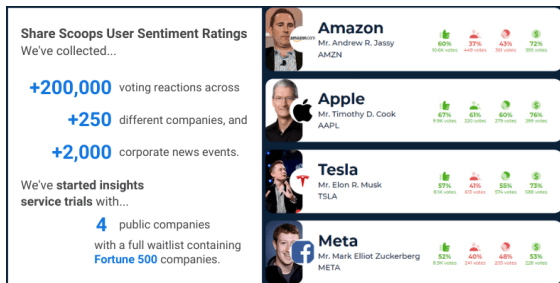 Share Scoops User Sentiment Ratings
We've collected...
+200,000 voting reactions across
+250 different companies, and
+2,000 corporate news events.
We've started insights
service trials with...
4 public companies
with a full waitlist containing
Fortune 500 companies.
Amazon
Mr. Andrew R. Jassy
AMZN
60% 37% 43% 72%
Apple
Mr. Timothy D. Cook
AAPL
67% 61% 60% 76%
Tesla
Mr. Elon R. Musk
TSLA
57% 41% 55% 73%
Meta
Mr. Mark Elliot Zuckerberg
META
52% 40% 48% 53%